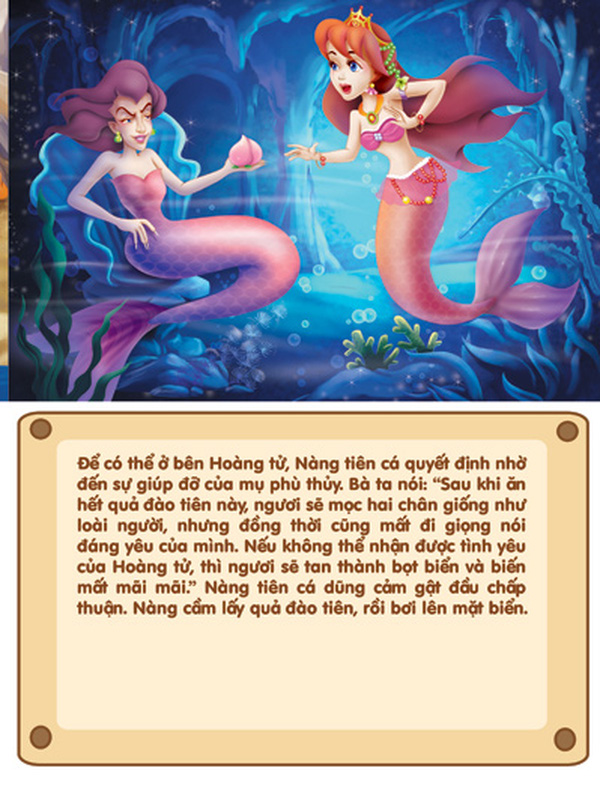 Để có thể ở bên Hoàng tử, Nàng tiên cá quyết định nhờ
đến sự giúp đỡ của mụ phù thủy. Bà ta nói: “Sau khi ăn
hết quả đào tiên này, ngươi sẽ mọc hai chân giống như
loài người, nhưng đồng thời cũng mất đi giọng nói
đáng yêu của mình. Nếu không thể nhận được tình yêu
của Hoàng tử, thì ngươi sẽ tan thành bọt biển và biến
mất mãi mãi.” Nàng tiên cá dũng cảm gật đầu chấp
thuận. Nàng cầm lấy quả đào tiên, rồi bơi lên mặt biển.